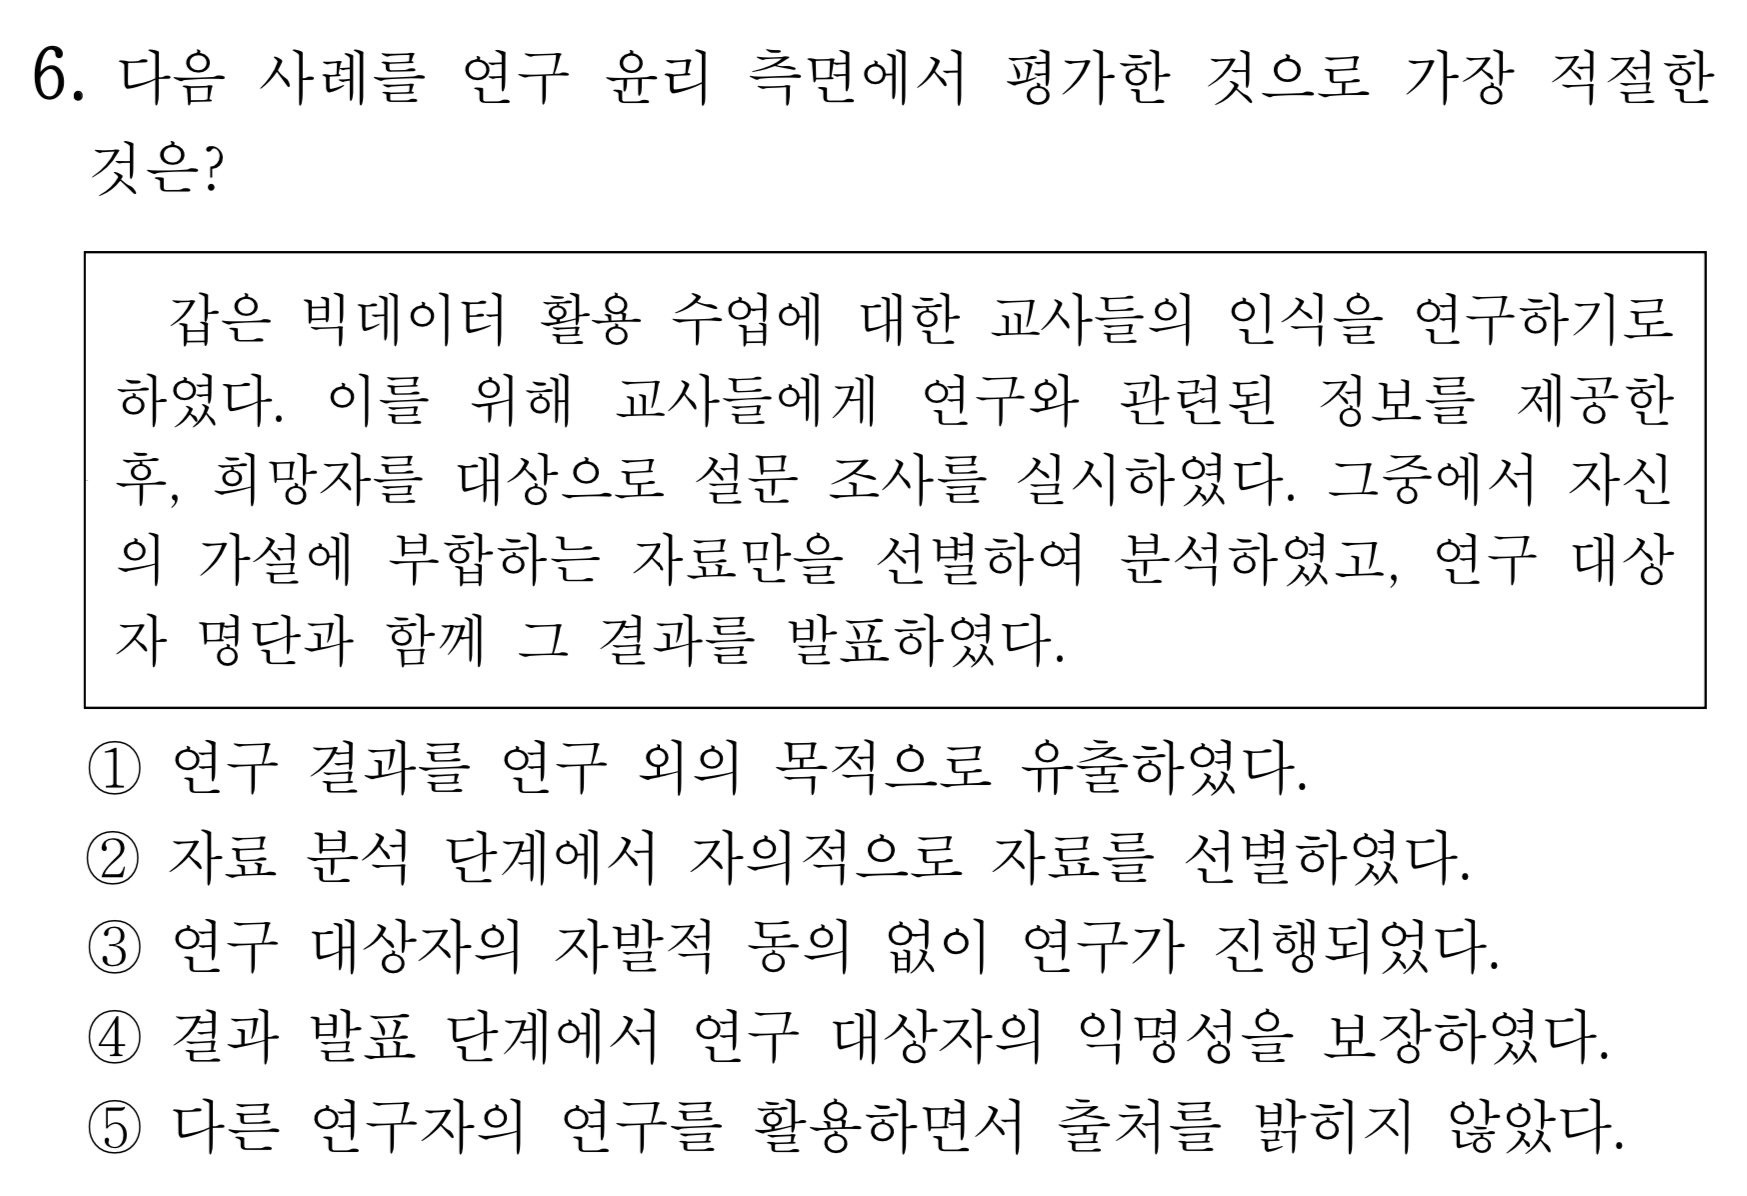 6. 다음 사례를 연구 윤리 측면에서 평가한 것으로 가장 적절한
것은?
갑은 빅데이터 활용 수업에 대한 교사들의 인식을 연구하기로
하였다. 이를 위해 교사들에게 연구와 관련된 정보를 제공한
후, 희망자를 대상으로 설문 조사를 실시하였다. 그중에서 자신
의 가설에 부합하는 자료만을 선별하여 분석하였고, 연구 대상
자 명단과 함께 그 결과를 발표하였다.
① 연구 결과를 연구 외의 목적으로 유출하였다.
② 자료 분석 단계에서 자의적으로 자료를 선별하였다.
③ 연구 대상자의 자발적 동의 없이 연구가 진행되었다.
④ 결과 발표 단계에서 연구 대상자의 익명성을 보장하였다.
⑤ 다른 연구자의 연구를 활용하면서 출처를 밝히지 않았다.